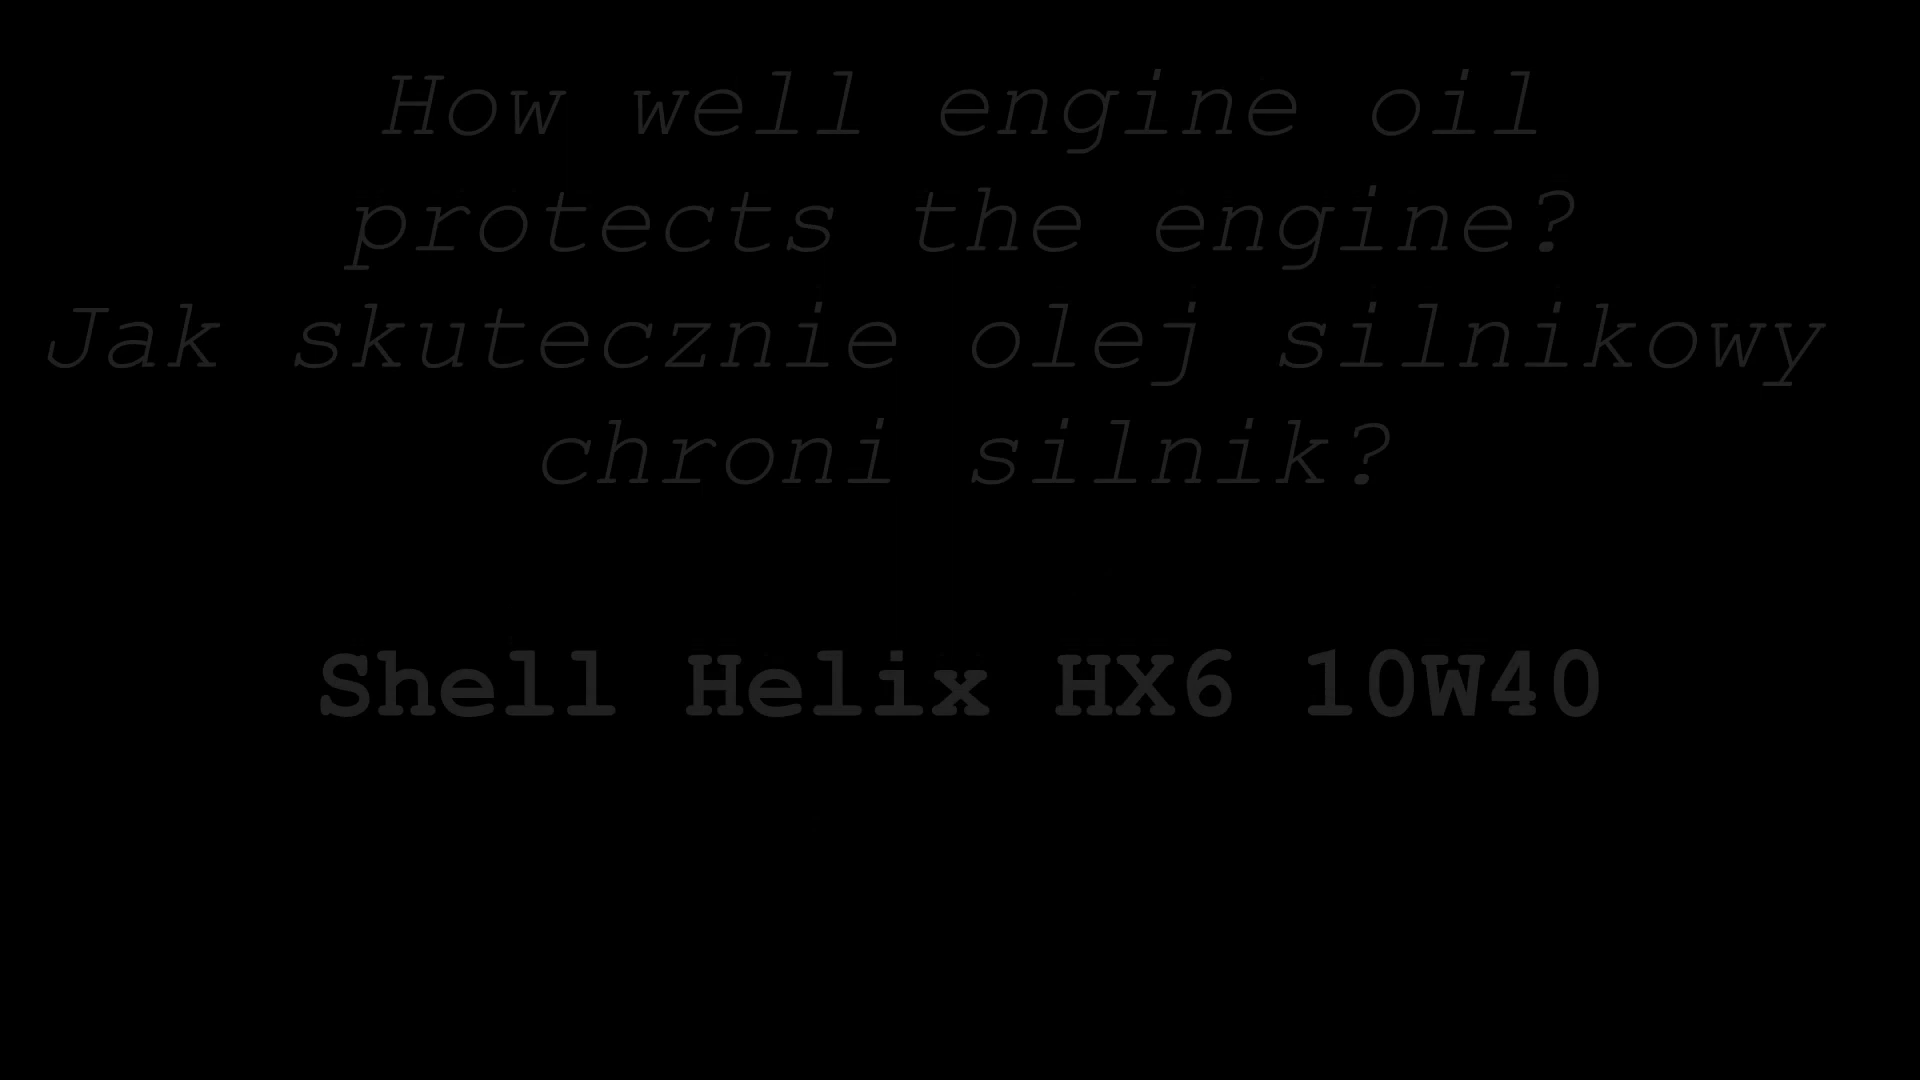 How well engine oil
protects the engine?
Jak skutecznie olej silnikowy
chroni silnik?
Shell Helix HX6 10W40